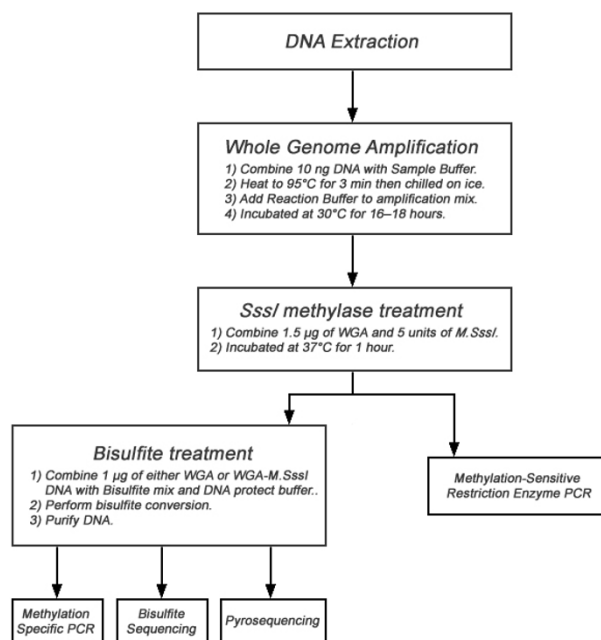 DNA Extraction
Whole Genome Amplification
1) Combine 10 ng DNA with Sample Buffer.
2) Heat to 95°C for 3 min then chilled on ice.
3) Add Reaction Buffer to amplification mix.
4) Incubated at 30°C for 16–18 hours.
SssI methylase treatment
1) Combine 1.5 µg of WGA and 5 units of M.SssI.
2) Incubated at 37°C for 1 hour.
Bisulfite treatment
1) Combine 1 µg of either WGA or WGA-M.SssI
DNA with Bisulfite mix and DNA protect buffer..
2) Perform bisulfite conversion.
3) Purify DNA.
Methylation-Sensitive
Restriction Enzyme PCR
Methylation
Specific PCR
Bisulfite
Sequencing
Pyrosequencing